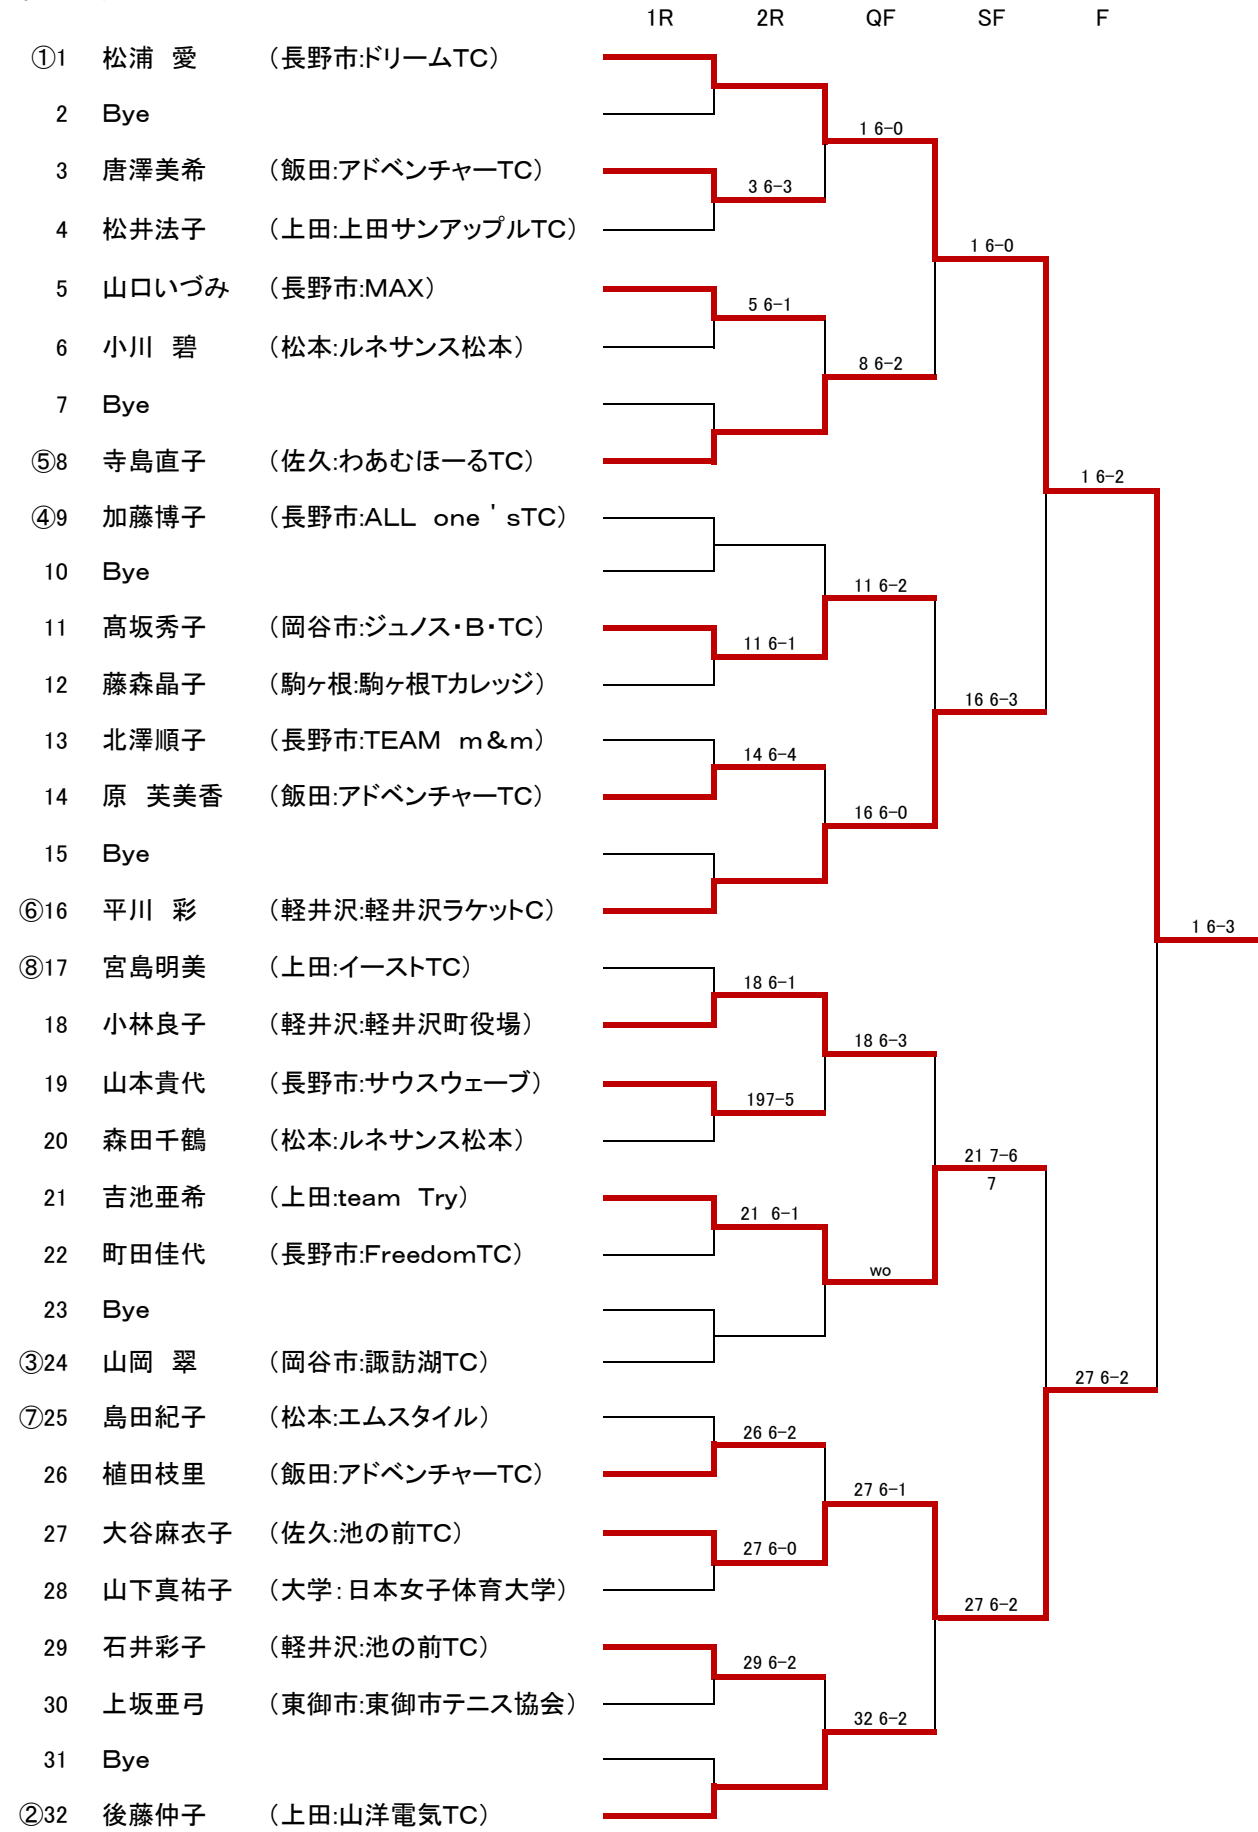 1R 2R QF SF F
①1 松浦 愛 （長野市:ドリームTC）
2 Bye
1 6-0
3 唐澤美希 （飯田:アドベンチャーTC）
3 6-3
4 松井法子 （上田:上田サンアップルTC）
1 6-0
5 山口いづみ （長野市:MAX）
5 6-1
6 小川 碧 （松本:ルネサンス松本）
8 6-2
7 Bye
⑤8 寺島直子 （佐久:わあむほーるTC）
1 6-2
④9 加藤博子 （長野市:ALL one ' sTC）
10 Bye
11 6-2
11 髙坂秀子 （岡谷市:ジュノス・B・TC）
11 6-1
12 藤森晶子 （駒ヶ根:駒ヶ根Tカレッジ）
16 6-3
13 北澤順子 （長野市:TEAM m&m）
14 6-4
14 原 芙美香 （飯田:アドベンチャーTC）
16 6-0
15 Bye
⑥16 平川 彩 （軽井沢:軽井沢ラケットC）
1 6-3
⑧17 宮島明美 （上田:イーストTC）
18 6-1
18 小林良子 （軽井沢:軽井沢町役場）
18 6-3
19 山本貴代 （長野市:サウスウェーブ）
197-5
20 森田千鶴 （松本:ルネサンス松本）
21 7-6
7
21 吉池亜希 （上田:team Try）
21 6-1
22 町田佳代 （長野市:FreedomTC）
wo
23 Bye
③24 山岡 翠 （岡谷市:諏訪湖TC）
27 6-2
⑦25 島田紀子 （松本:エムスタイル）
26 6-2
26 植田枝里 （飯田:アドベンチャーTC）
27 6-1
27 大谷麻衣子 （佐久:池の前TC）
27 6-0
28 山下真祐子 （大学:日本女子体育大学）
27 6-2
29 石井彩子 （軽井沢:池の前TC）
29 6-2
30 上坂亜弓 （東御市:東御市テニス協会）
32 6-2
31 Bye
②32 後藤仲子 （上田:山洋電気TC）